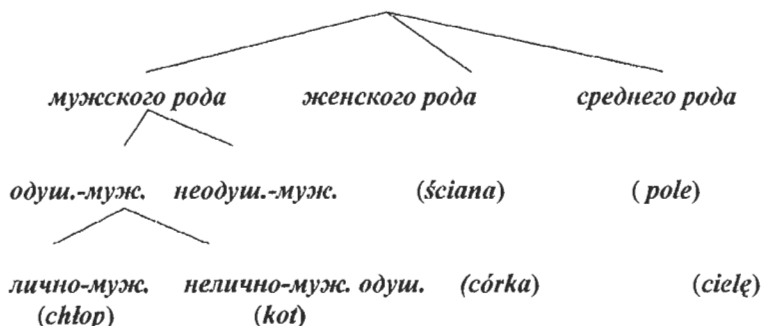 мужского рода женского рода среднего рода
одуш.-муж. неодуш.-муж. (ściana) ( pole)
лично-муж. нелично-муж. одуш. (córka) (cielę)
(chłop) (kot)